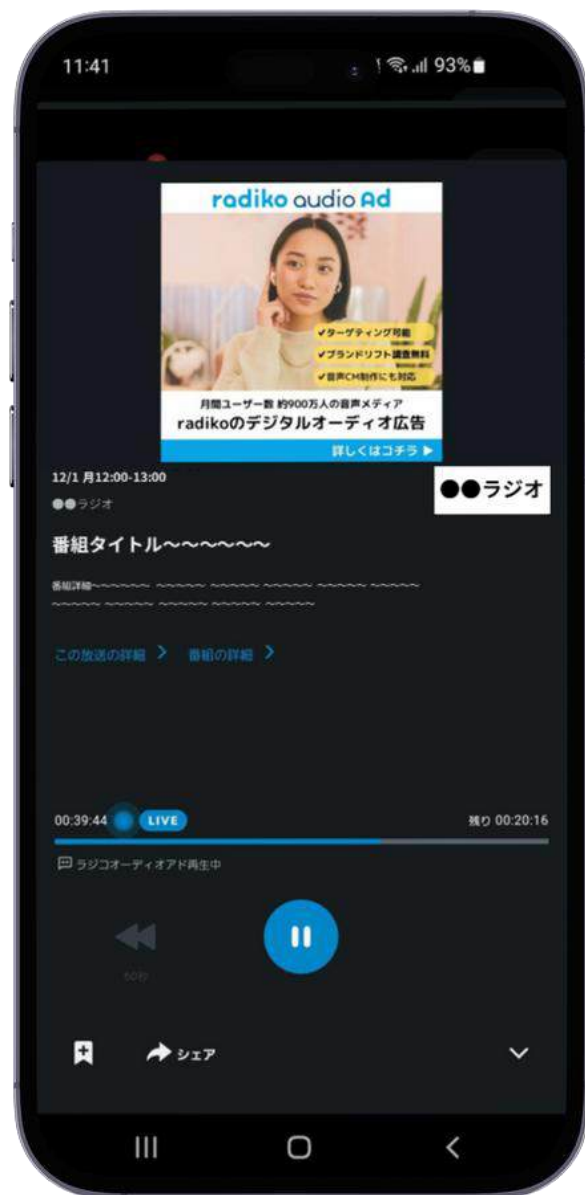 11:41
93%
radiko audio Ad
✓ターゲティング可能
✓ブランドリフト調査無料
✓音声CM制作にも対応
月間ユーザー数 約900万人の音声メディア
radikoのデジタルオーディオ広告
詳しくはコチラ ▶
12/1 月12:00-13:00
●●ラジオ
●●ラジオ
番組タイトル〜〜〜〜〜〜
番組詳細〜〜〜〜〜〜 〜〜〜〜〜 〜〜〜〜〜 〜〜〜〜〜 〜〜〜〜〜 〜〜〜〜〜
〜〜〜〜〜 〜〜〜〜〜 〜〜〜〜〜 〜〜〜〜〜 〜〜〜〜〜
この放送の詳細 > 番組の詳細 >
00:39:44 LIVE 残り 00:20:16
ラジコオーディオアド再生中
60秒
シェア